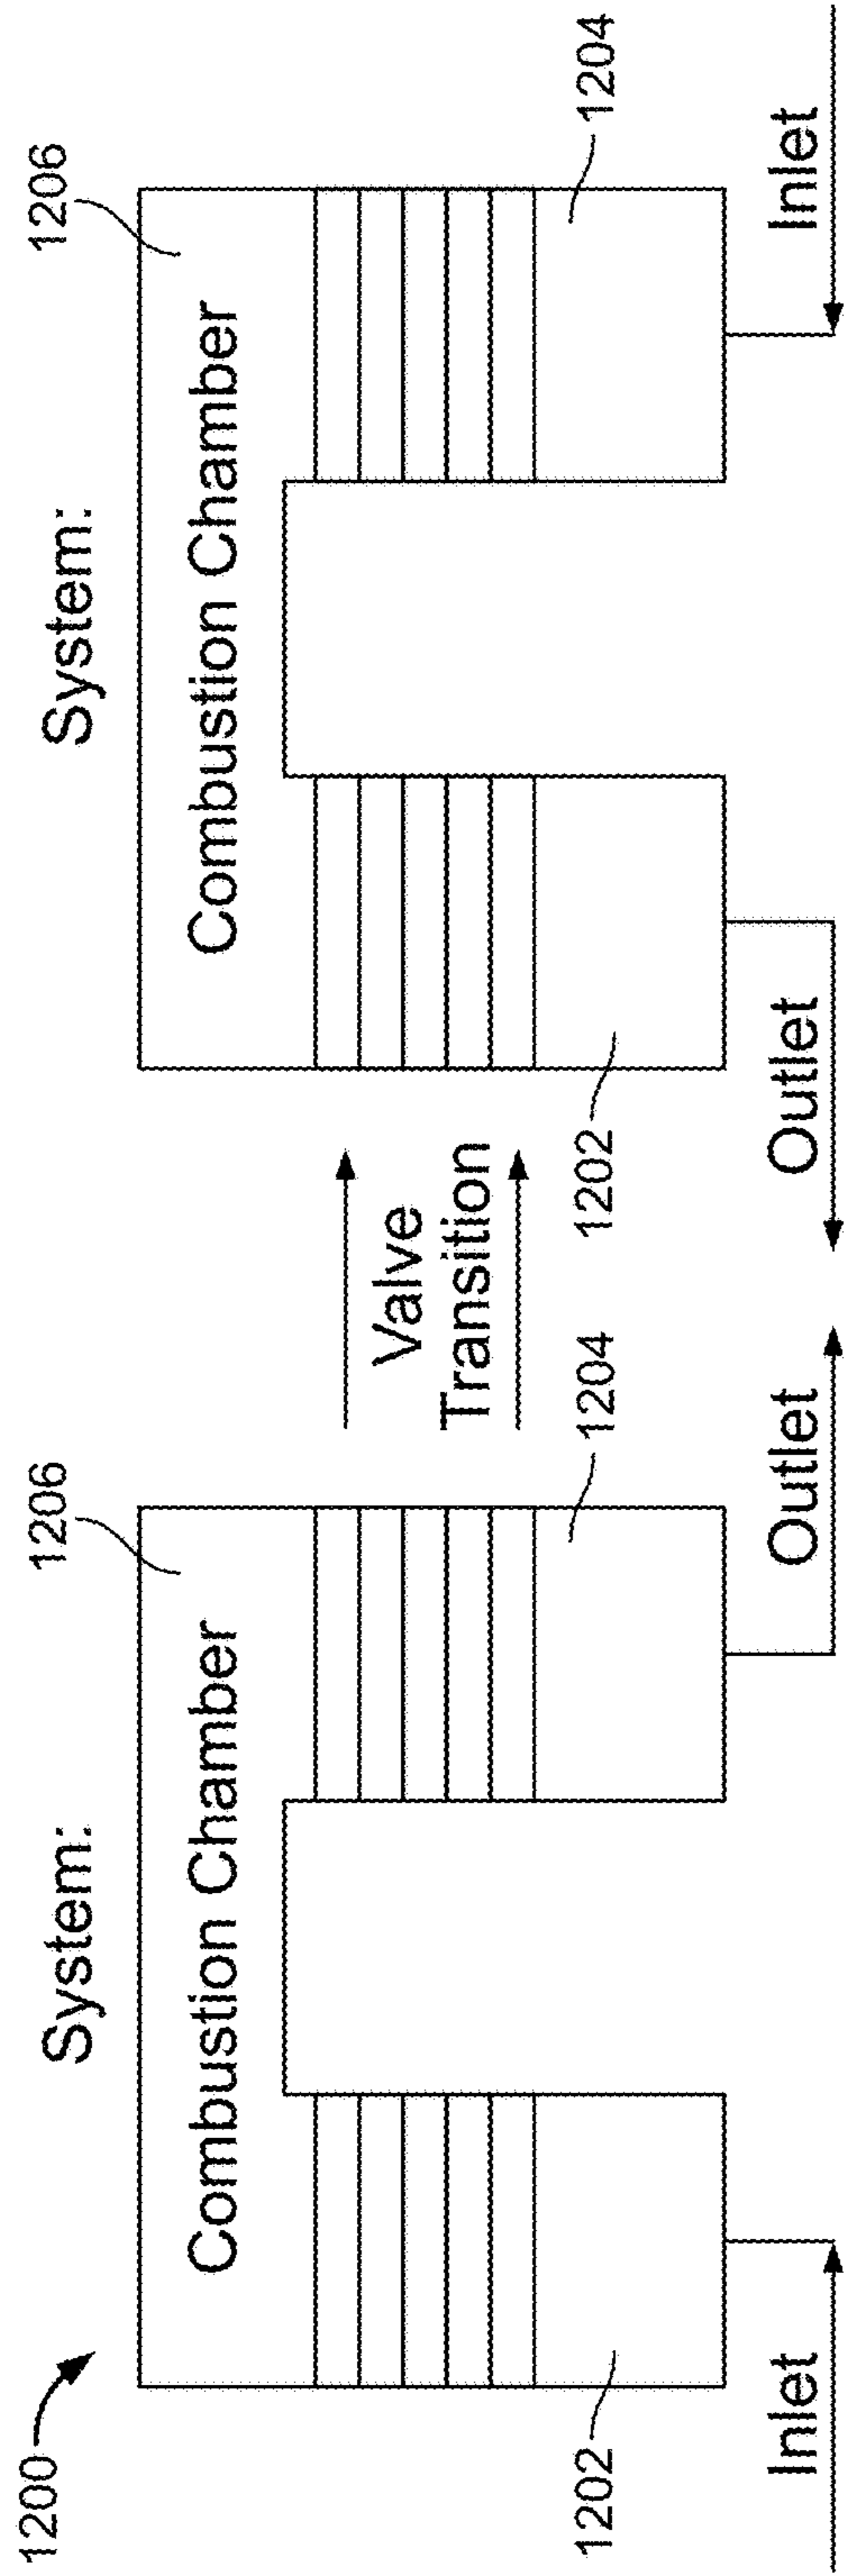 1200
System:
1206
Combustion Chamber
1202
1204
Inlet
Outlet
Valve
Transition
System:
1206
Combustion Chamber
1202
1204
Outlet
Inlet